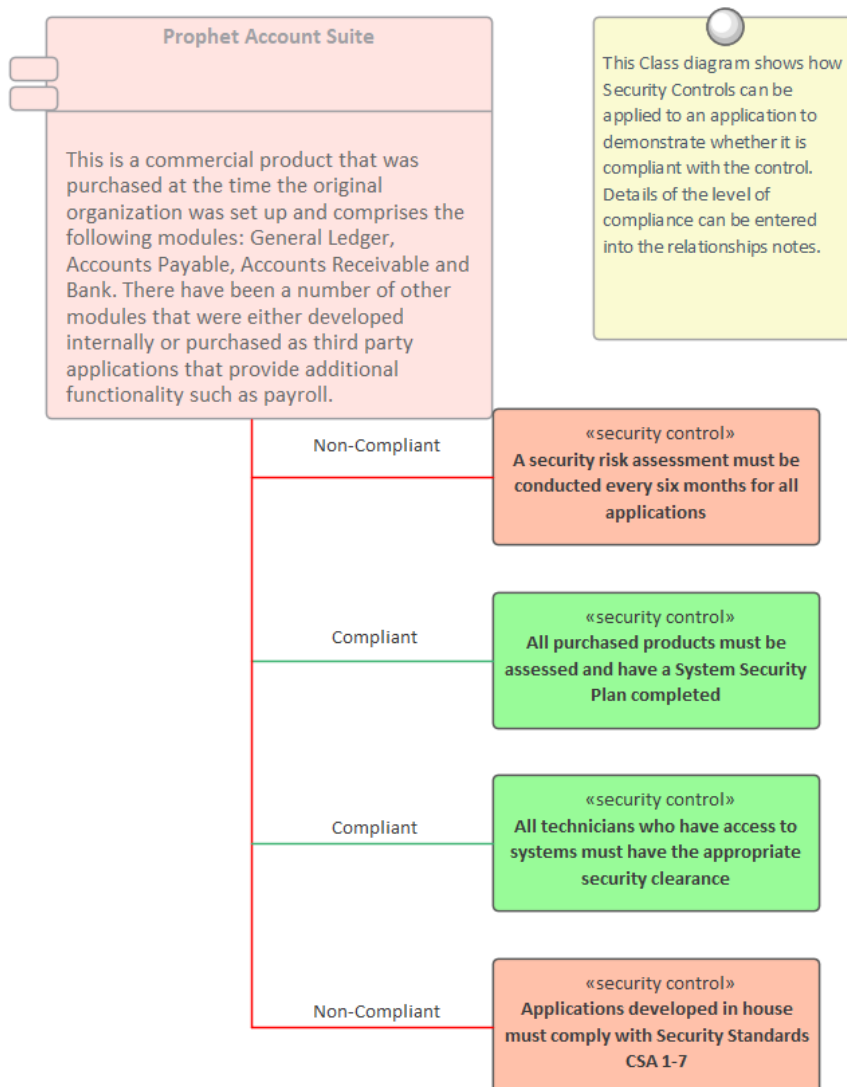 Prophet Account Suite
This is a commercial product that was
purchased at the time the original
organization was set up and comprises the
following modules: General Ledger,
Accounts Payable, Accounts Receivable and
Bank. There have been a number of other
modules that were either developed
internally or purchased as third party
applications that provide additional
functionality such as payroll.
This Class diagram shows how
Security Controls can be
applied to an application to
demonstrate whether it is
compliant with the control.
Details of the level of
compliance can be entered
into the relationships notes.
Non-Compliant
«security control»
A security risk assessment must be
conducted every six months for all
applications
Compliant
«security control»
All purchased products must be
assessed and have a System Security
Plan completed
Compliant
«security control»
All technicians who have access to
systems must have the appropriate
security clearance
Non-Compliant
«security control»
Applications developed in house
must comply with Security Standards
CSA 1-7